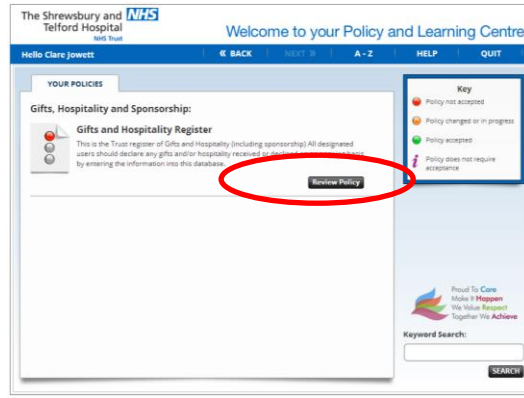 The Shrewsbury and NHS
Telford Hospital
NHS Trust
Welcome to your Policy and Learning Centre
Hello Clare Jowett
« BACK
NEXT »
A - Z
HELP
QUIT
YOUR POLICIES
Gifts, Hospitality and Sponsorship:
Gifts and Hospitality Register
This is the Trust register of Gifts and Hospitality (including sponsorship) All designated
users should declare any gifts and/or hospitality received or declined on an
by entering the information into this database.
Review Policy
Key
Policy not accepted
Policy changed or in progress
Policy accepted
i Policy does not require
acceptance
Proud To Care
Make It Happen
We Value Respect
Together We Achieve
Keyword Search:
SEARCH